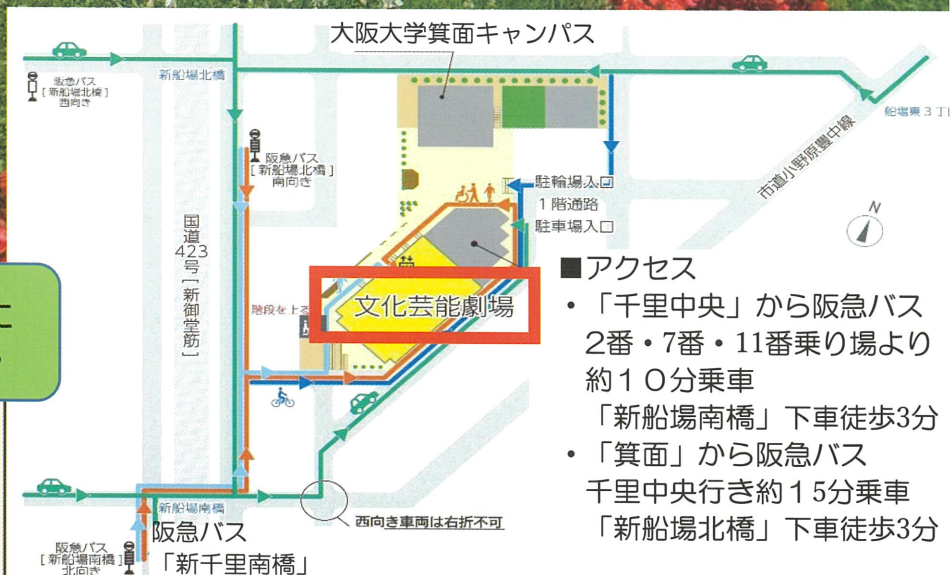 大阪大学箕面キャンパス
新船場北橋
阪急バス
[新船場北橋]
西向き
船場東3丁目
市道小野原豊中線
阪急バス
[新船場北橋]
南向き
駐輪場入口
1階通路
駐車場入口
N
国道
423
号
[新御堂筋]
階段を上る
文化芸能劇場
■アクセス
・「千里中央」から阪急バス
2番・7番・11番乗り場より
約10分乗車
「新船場南橋」下車徒歩3分
・「箕面」から阪急バス
千里中央行き約15分乗車
「新船場北橋」下車徒歩3分
新船場南橋
西向き車両は右折不可
阪急バス
「新千里南橋」
阪急バス
[新船場南橋]
北向き